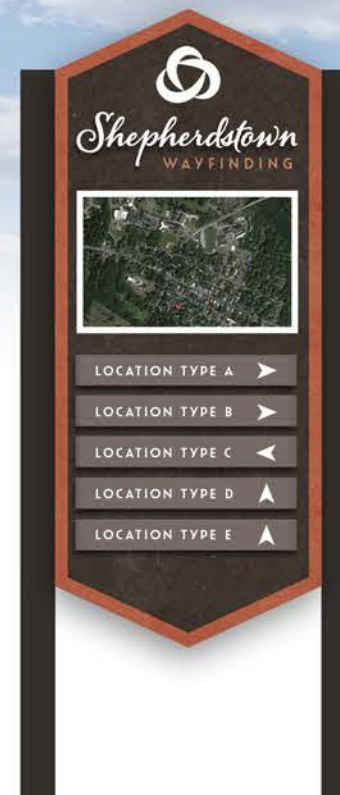 Shepherdstown
WAYFINDING
LOCATION TYPE A
LOCATION TYPE B
LOCATION TYPE C
LOCATION TYPE D
LOCATION TYPE E